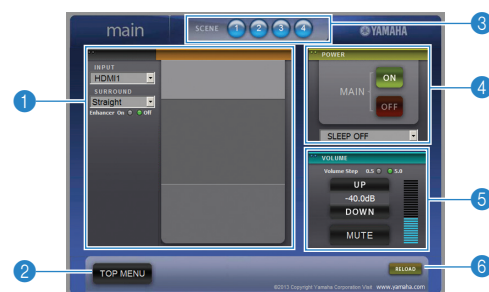 main
SCENE 1 2 3 4
YAMAHA
3
INPUT
HDMI1
SURROUND
Straight
Enhancer On Off
1
POWER
MAIN
ON
OFF
SLEEP OFF
4
VOLUME
Volume Step 0.5 5.0
UP
-40.0dB
DOWN
MUTE
5
2
TOP MENU
RELOAD
6
©2013 Copyright Yamaha Corporation Visit www.yamaha.com